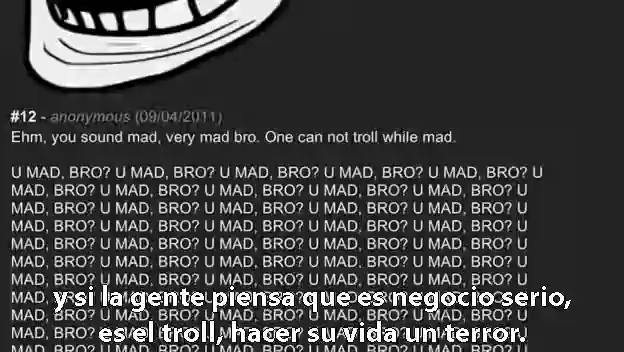 #12 - anonymous (09/04/2011)
Ehm, you sound mad, very mad bro. One can not troll while mad.
U MAD, BRO? U MAD, BRO? U MAD, BRO? U MAD, BRO? U MAD, BRO? U
MAD, BRO? U MAD, BRO? U MAD, BRO? U MAD, BRO? U MAD, BRO? U
MAD, BRO? U MAD, BRO? U MAD, BRO? U MAD, BRO? U MAD, BRO? U
MAD, BRO? U MAD, BRO? U MAD, BRO? U MAD, BRO? U MAD, BRO? U
MAD, BRO? U MAD, BRO? U MAD, BRO? U MAD, BRO? U MAD, BRO? U
MAD, BRO? U MAD, BRO? U MAD, BRO? U MAD, BRO? U MAD, BRO? U
MAD, BRO? U MAD, BRO? U MAD, BRO? U MAD, BRO? U MAD, BRO? U
y si la gente piensa que es negocio serio,
es el troll, hacer su vida un terror.